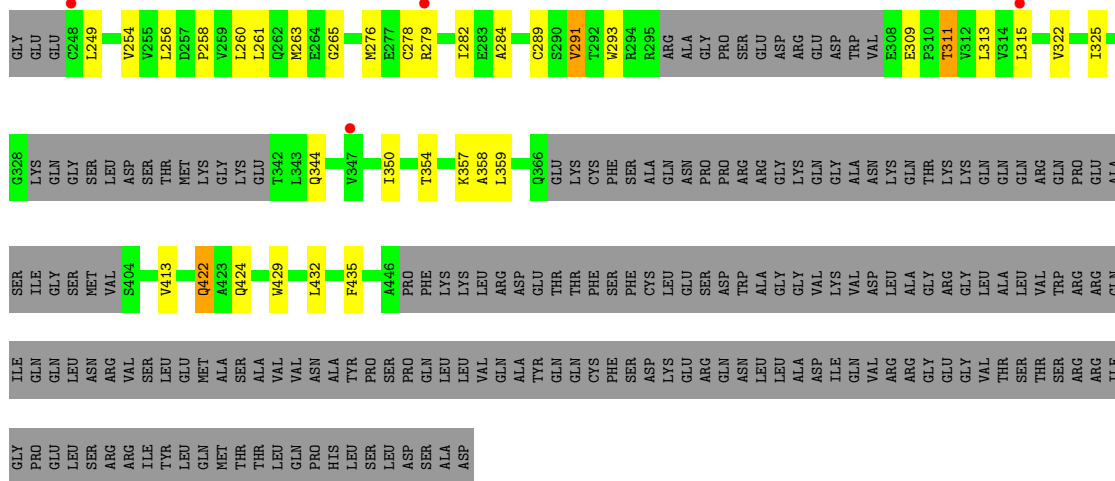 GLY GLU GLU C248 L249 V254 V255 L256 D257 P258 V259 L260 L261 Q262 M263 E264 G265 M276 E277 C278 R279 I282 E283 A284 C289 S290 V291 T292 W293 R294 R295 ARG ALA GLY PRO SER GLU ASP ARG GLU ASP TRP VAL E308 E309 P310 T311 V312 L313 V314 L315 V322 I325
G328 LYS GLN GLY SER LEU ASP SER THR MET LYS GLY LYS GLU T342 L343 Q344 V347 I350 T354 K357 A358 L359 Q366 GLU LYS CYS PHE SER ALA GLN ASN PRO PRO ARG ARG GLY LYS GLN GLY ALA ASN LYS GLN THR LYS LYS GLN GLN GLN ARG GLN PRO GLU ALA
SER ILE GLY SER MET VAL S404 V413 Q422 A423 Q424 W429 L432 F435 A446 PRO PHE LYS LYS LEU ARG ASP GLU THR THR PHE SER PHE CYS LEU GLU SER ASP TRP ALA GLY GLY VAL LYS VAL ASP LEU ALA GLY ARG GLY LEU ALA LEU VAL TRP ARG ARG GLN
ILE GLN GLN LEU ASN ARG VAL SER LEU GLU MET ALA SER ALA VAL VAL ASN ALA TYR PRO SER PRO GLN LEU LEU VAL GLN ALA TYR GLN GLN CYS PHE SER ASP LYS GLU ARG GLN ASN LEU LEU ALA ASP ILE GLN VAL ARG ARG GLY GLU GLY VAL THR SER THR SER ARG ARG ILE
GLY PRO GLU LEU SER ARG ARG ILE TYR LEU GLN MET THR THR LEU GLN PRO HIS LEU SER LEU ASP SER ALA ASP